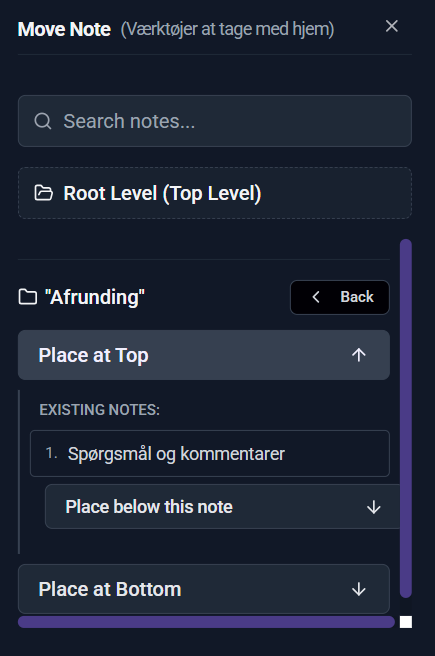 Move Note (Værktøjer at tage med hjem)
Search notes...
Root Level (Top Level)
"Afrunding" Back
Place at Top
EXISTING NOTES:
1. Spørgsmål og kommentarer
Place below this note
Place at Bottom